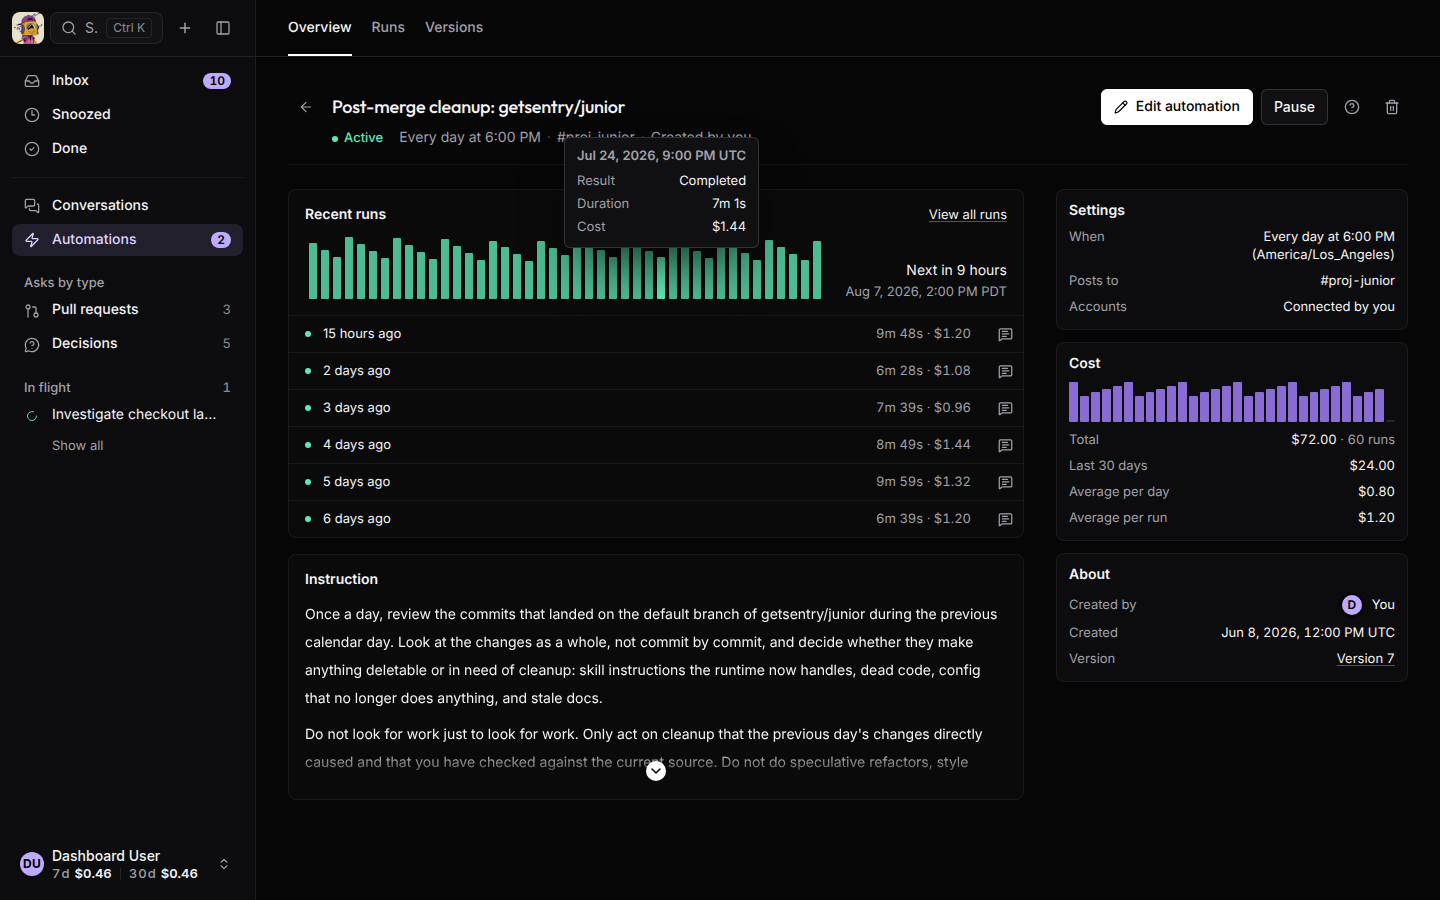 S.
Ctrl K
Inbox
10
Snoozed
Done
Conversations
Automations
2
Asks by type
Pull requests
3
Decisions
5
In flight
1
Investigate checkout la...
Show all
DU
Dashboard User
7d $0.46 30d $0.46
Overview
Runs
Versions
Post-merge cleanup: getsentry/junior
Edit automation
Pause
Active
Every day at 6:00 PM · #proj-junior · Created by you
Jul 24, 2026, 9:00 PM UTC
Result Completed
Duration 7m 1s
Cost $1.44
Recent runs
View all runs
Next in 9 hours
Aug 7, 2026, 2:00 PM PDT
15 hours ago 9m 48s · $1.20
2 days ago 6m 28s · $1.08
3 days ago 7m 39s · $0.96
4 days ago 8m 49s · $1.44
5 days ago 9m 59s · $1.32
6 days ago 6m 39s · $1.20
Instruction
Once a day, review the commits that landed on the default branch of getsentry/junior during the previous
calendar day. Look at the changes as a whole, not commit by commit, and decide whether they make
anything deletable or in need of cleanup: skill instructions the runtime now handles, dead code, config
that no longer does anything, and stale docs.
Do not look for work just to look for work. Only act on cleanup that the previous day's changes directly
caused and that you have checked against the current source. Do not do speculative refactors, style
Settings
When Every day at 6:00 PM
(America/Los_Angeles)
Posts to #proj-junior
Accounts Connected by you
Cost
Total $72.00 · 60 runs
Last 30 days $24.00
Average per day $0.80
Average per run $1.20
About
Created by D You
Created Jun 8, 2026, 12:00 PM UTC
Version Version 7